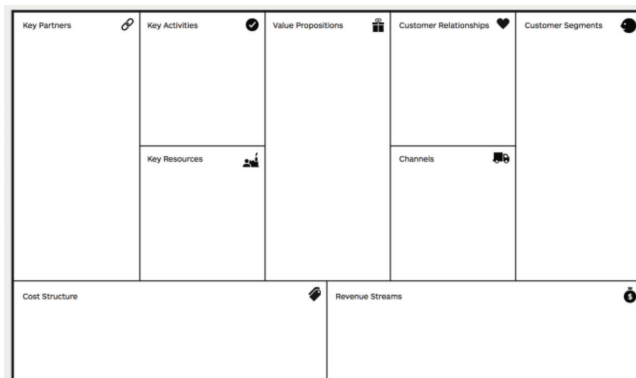 Key Partners
Key Activities
Value Propositions
Customer Relationships
Customer Segments
Key Resources
Channels
Cost Structure
Revenue Streams
$